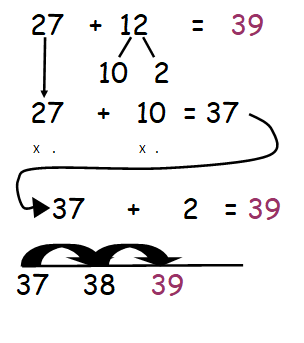 27 + 12 = 39
10 2
27 + 10 = 37
x . x .
37 + 2 = 39
37 38 39